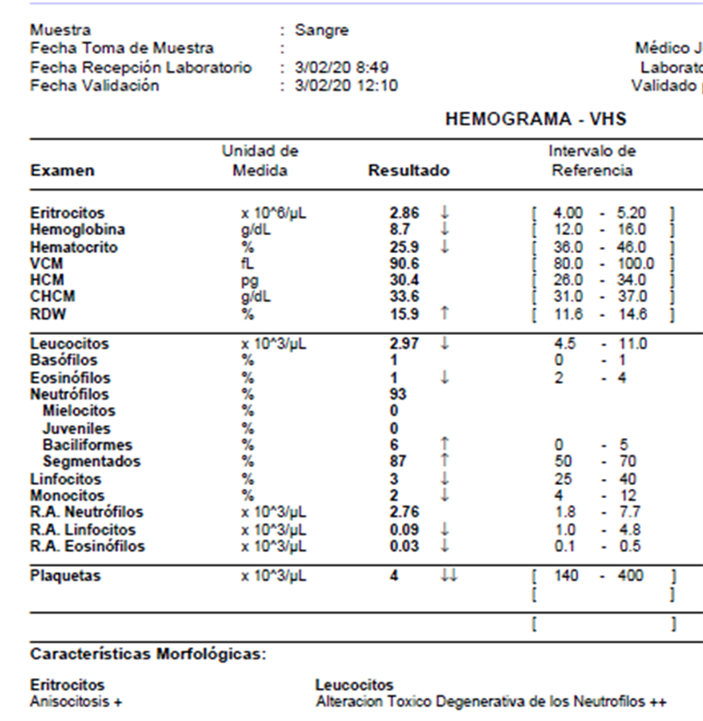 Muestra : Sangre
Fecha Toma de Muestra : Médico J
Fecha Recepción Laboratorio : 3/02/20 8:49 Laborato
Fecha Validación : 3/02/20 12:10 Validado
HEMOGRAMA - VHS
Unidad de Intervalo de
Examen Medida Resultado Referencia
Eritrocitos x 10^6/µL 2.86 ↓ [ 4.00 - 5.20 ]
Hemoglobina g/dL 8.7 ↓ [ 12.0 - 16.0 ]
Hematocrito % 25.9 ↓ [ 36.0 - 46.0 ]
VCM fL 90.6 [ 80.0 - 100.0 ]
HCM pg 30.4 [ 26.0 - 34.0 ]
CHCM g/dL 33.6 [ 31.0 - 37.0 ]
RDW % 15.9 ↑ [ 11.6 - 14.6 ]
Leucocitos x 10^3/µL 2.97 ↓ 4.5 - 11.0
Basófilos % 1 0 - 1
Eosinófilos % 1 ↓ 2 - 4
Neutrófilos % 93
Mielocitos % 0
Juveniles % 0
Baciliformes % 6 ↑ 0 - 5
Segmentados % 87 ↑ 50 - 70
Linfocitos % 3 ↓ 25 - 40
Monocitos % 2 ↓ 4 - 12
R.A. Neutrófilos x 10^3/µL 2.76 1.8 - 7.7
R.A. Linfocitos x 10^3/µL 0.09 ↓ 1.0 - 4.8
R.A. Eosinófilos x 10^3/µL 0.03 ↓ 0.1 - 0.5
Plaquetas x 10^3/µL 4 ↓↓ [ 140 - 400 ]
[ ]
[ ]
Características Morfológicas:
Eritrocitos Leucocitos
Anisocitosis + Alteracion Toxico Degenerativa de los Neutrofilos ++